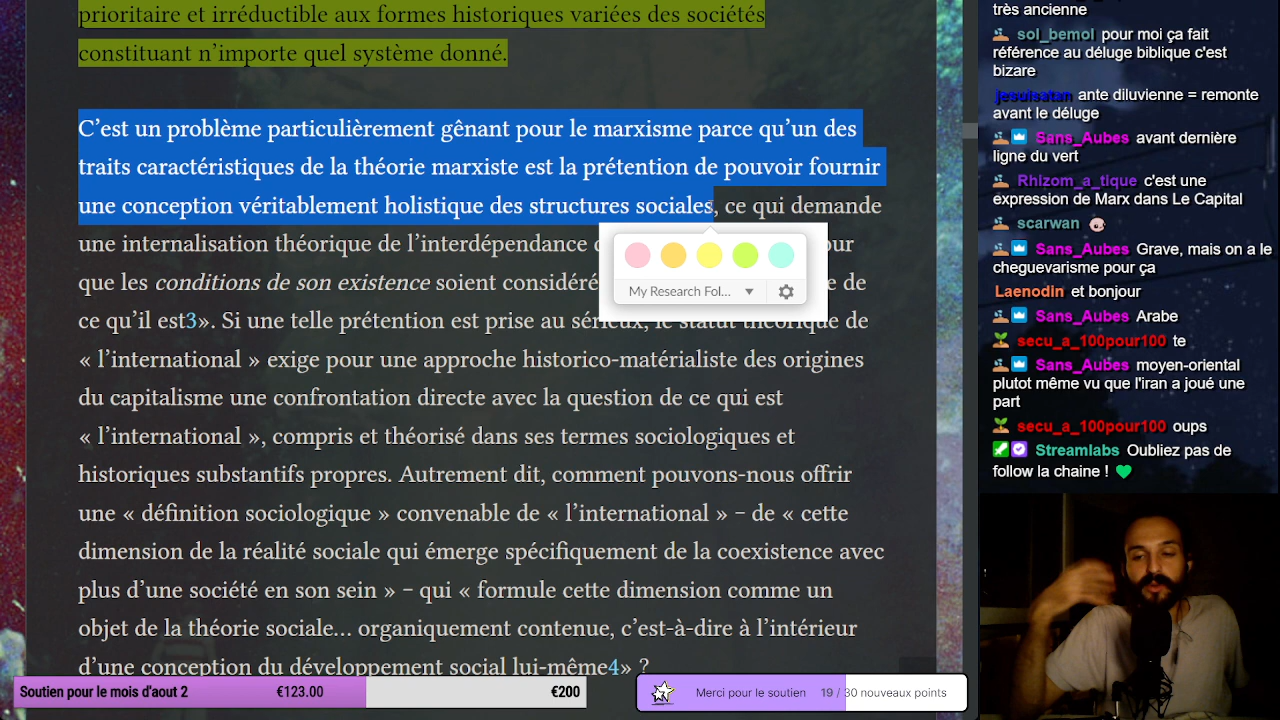 prioritaire et irréductible aux formes historiques variées des sociétés
constituant n’importe quel système donné.
C’est un problème particulièrement gênant pour le marxisme parce qu’un des
traits caractéristiques de la théorie marxiste est la prétention de pouvoir fournir
une conception véritablement holistique des structures sociales, ce qui demande
une internalisation théorique de l’interdépendance
que les conditions de son existence soient considéré
ce qu’il est3». Si une telle prétention est prise au sérieux, le statut théorique de
« l’international » exige pour une approche historico-matérialiste des origines
du capitalisme une confrontation directe avec la question de ce qui est
« l’international », compris et théorisé dans ses termes sociologiques et
historiques substantifs propres. Autrement dit, comment pouvons-nous offrir
une « définition sociologique » convenable de « l’international » – de « cette
dimension de la réalité sociale qui émerge spécifiquement de la coexistence avec
plus d’une société en son sein » – qui « formule cette dimension comme un
objet de la théorie sociale… organiquement contenue, c’est-à-dire à l’intérieur
d’une conception du développement social lui-même4» ?
My Research Fol...
Soutien pour le mois d'aout 2 €123.00 €200
Merci pour le soutien 19 / 30 nouveaux points
très ancienne
sol_bemol pour moi ça fait
référence au déluge biblique c'est
bizare
jesuisatan ante diluvienne = remonte
avant le déluge
Sans_Aubes avant dernière
ligne du vert
Rhizom_a_tique c'est une
expression de Marx dans Le Capital
scarwan
Sans_Aubes Grave, mais on a le
cheguevarisme pour ça
Laenodin et bonjour
Sans_Aubes Arabe
secu_a_100pour100 te
Sans_Aubes moyen-oriental
plutot même vu que l'iran a joué une
part
secu_a_100pour100 oups
Streamlabs Oubliez pas de
follow la chaine !